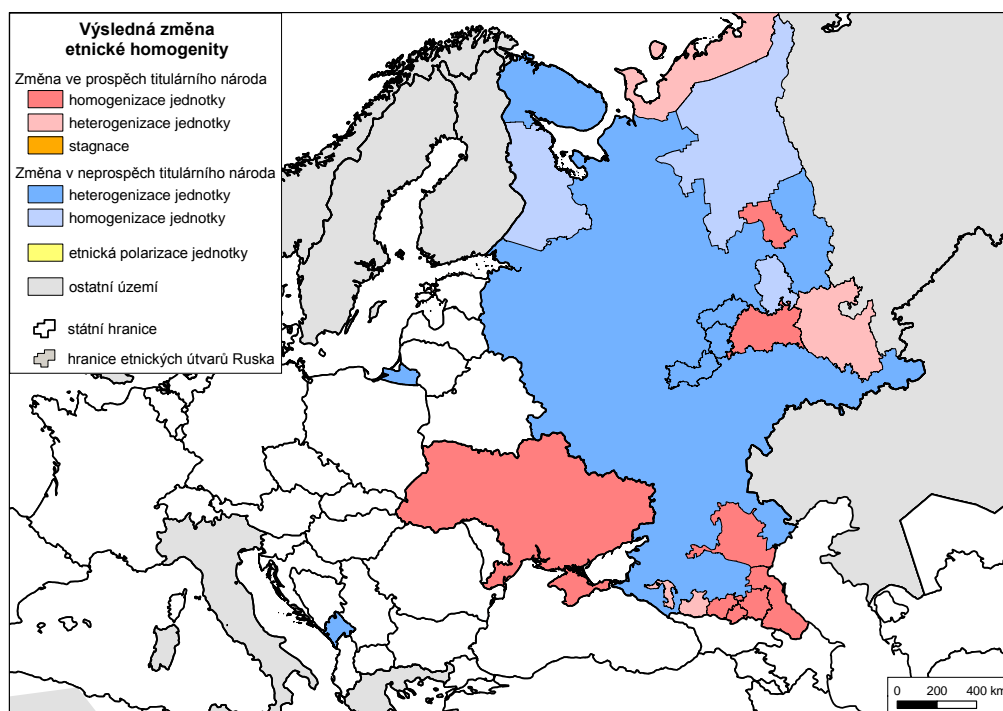 Výsledná změna
etnické homogenity
Změna ve prospěch titulárního národa
homogenizace jednotky
heterogenizace jednotky
stagnace
Změna v neprospěch titulárního národa
heterogenizace jednotky
homogenizace jednotky
etnická polarizace jednotky
ostatní území
státní hranice
hranice etnických útvarů Ruska
0 200 400 km